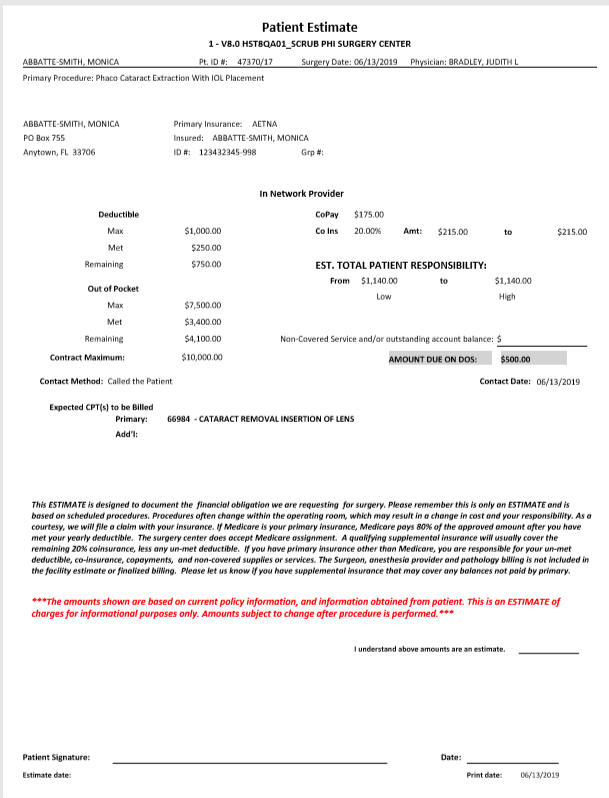 Patient Estimate
1 - V8.0 HST8QA01_SCRUB PHI SURGERY CENTER
ABBATTE-SMITH, MONICA Pt. ID #: 47370/17 Surgery Date: 06/13/2019 Physician: BRADLEY, JUDITH L
Primary Procedure: Phaco Cataract Extraction With IOL Placement
ABBATTE-SMITH, MONICA Primary Insurance: AETNA
PO Box 755 Insured: ABBATTE-SMITH, MONICA
Anytown, FL 33706 ID #: 123432345-998 Grp #:
In Network Provider
Deductible CoPay $175.00
Max $1,000.00 Co Ins 20.00% Amt: $215.00 to $215.00
Met $250.00
Remaining $750.00 EST. TOTAL PATIENT RESPONSIBILITY:
From $1,140.00 to $1,140.00
Out of Pocket Low High
Max $7,500.00
Met $3,400.00
Remaining $4,100.00 Non-Covered Service and/or outstanding account balance: $
Contract Maximum: $10,000.00 AMOUNT DUE ON DOS: $500.00
Contact Method: Called the Patient Contact Date: 06/13/2019
Expected CPT(s) to be Billed
Primary: 66984 - CATARACT REMOVAL INSERTION OF LENS
Add'l:
This ESTIMATE is designed to document the financial obligation we are requesting for surgery. Please remember this is only an ESTIMATE and is
based on scheduled procedures. Procedures often change within the operating room, which may result in a change in cost and your responsibility. As a
courtesy, we will file a claim with your insurance. If Medicare is your primary insurance, Medicare pays 80% of the approved amount after you have
met your yearly deductible. The surgery center does accept Medicare assignment. A qualifying supplemental insurance will usually cover the
remaining 20% coinsurance, less any un-met deductible. If you have primary insurance other than Medicare, you are responsible for your un-met
deductible, co-insurance, copayments, and non-covered supplies or services. The Surgeon, anesthesia provider and pathology billing is not included in
the facility estimate or finalized billing. Please let us know if you have supplemental insurance that may cover any balances not paid by primary.
***The amounts shown are based on current policy information, and information obtained from patient. This is an ESTIMATE of
charges for informational purposes only. Amounts subject to change after procedure is performed.***
I understand above amounts are an estimate.
Patient Signature: Date:
Estimate date: Print date: 06/13/2019